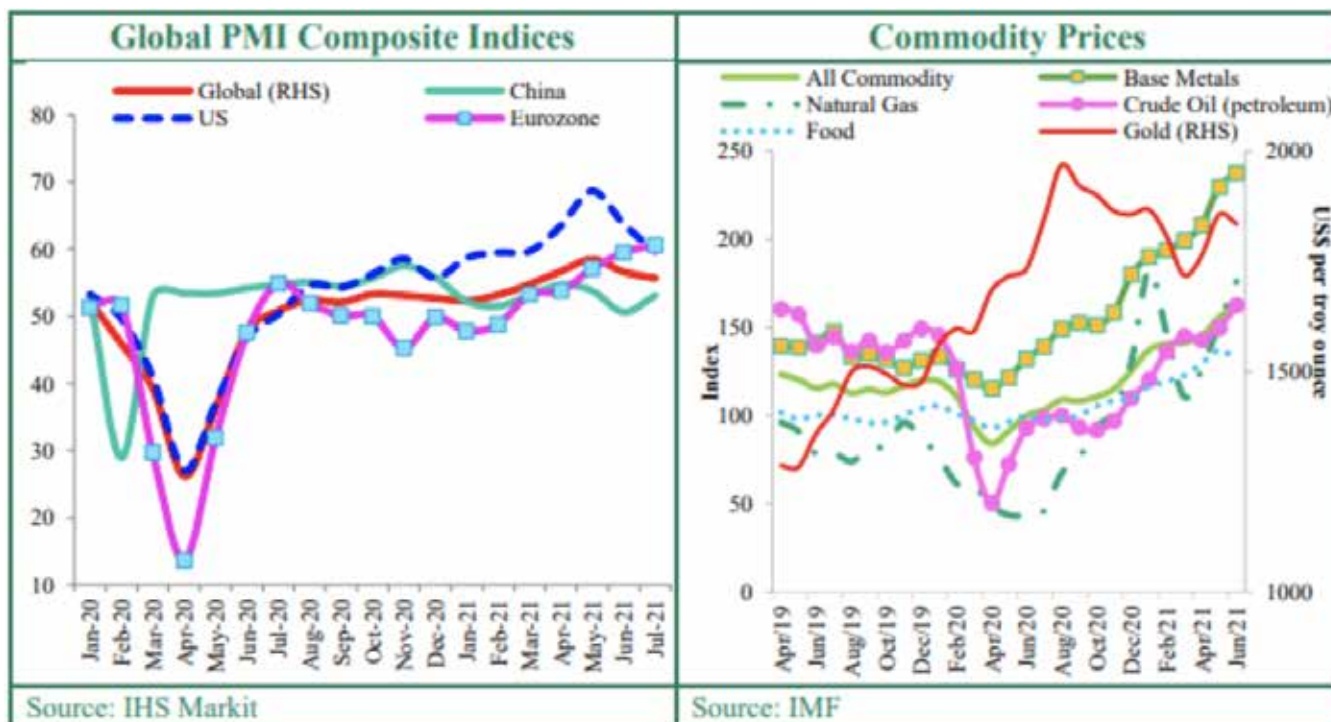 Global PMI Composite Indices
Global (RHS)
China
US
Eurozone
80
70
60
50
40
30
20
10
Jan-20
Feb-20
Mar-20
Apr-20
May-20
Jun-20
Jul-20
Aug-20
Sep-20
Oct-20
Nov-20
Dec-20
Jan-21
Feb-21
Mar-21
Apr-21
May-21
Jun-21
Jul-21
Source: IHS Markit
Commodity Prices
All Commodity
Base Metals
Natural Gas
Crude Oil (petroleum)
Food
Gold (RHS)
250
200
150
100
50
0
Index
2000
1500
1000
US$ per troy ounce
Apr/19
Jun/19
Aug/19
Oct/19
Dec/19
Feb/20
Apr/20
Jun/20
Aug/20
Oct/20
Dec/20
Feb/21
Apr/21
Jun/21
Source: IMF